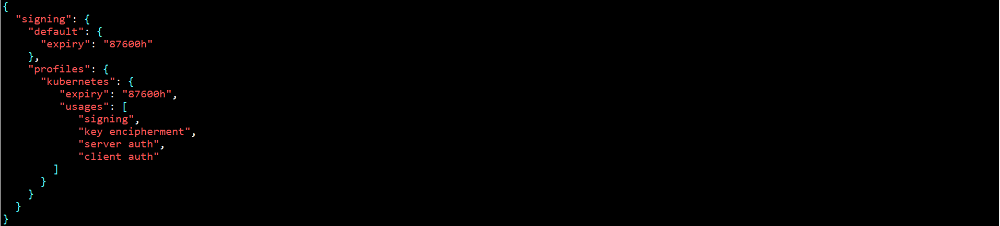 {
  "signing": {
    "default": {
      "expiry": "87600h"
    },
    "profiles": {
      "kubernetes": {
         "expiry": "87600h",
         "usages": [
            "signing",
            "key encipherment",
            "server auth",
            "client auth"
        ]
      }
    }
  }
}